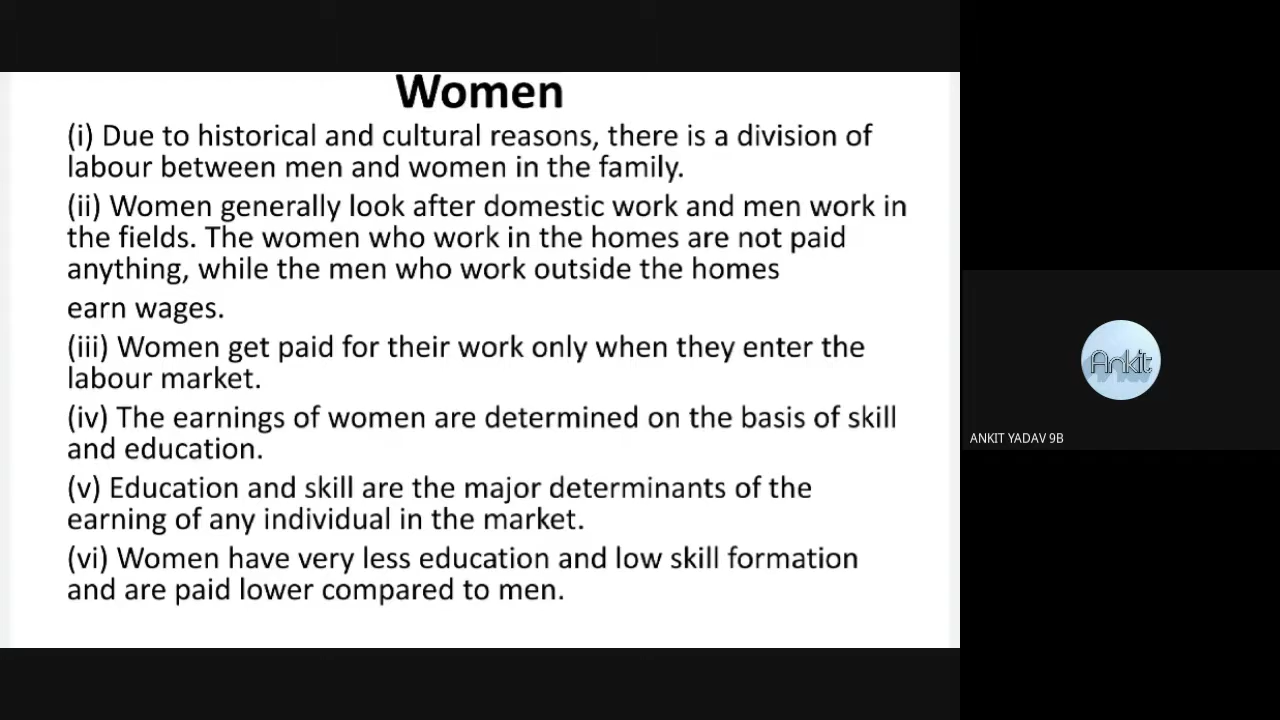 Women
(i) Due to historical and cultural reasons, there is a division of
labour between men and women in the family.
(ii) Women generally look after domestic work and men work in
the fields. The women who work in the homes are not paid
anything, while the men who work outside the homes
earn wages.
(iii) Women get paid for their work only when they enter the
labour market.
(iv) The earnings of women are determined on the basis of skill
and education.
(v) Education and skill are the major determinants of the
earning of any individual in the market.
(vi) Women have very less education and low skill formation
and are paid lower compared to men.
Ankit
ANKIT YADAV 9B